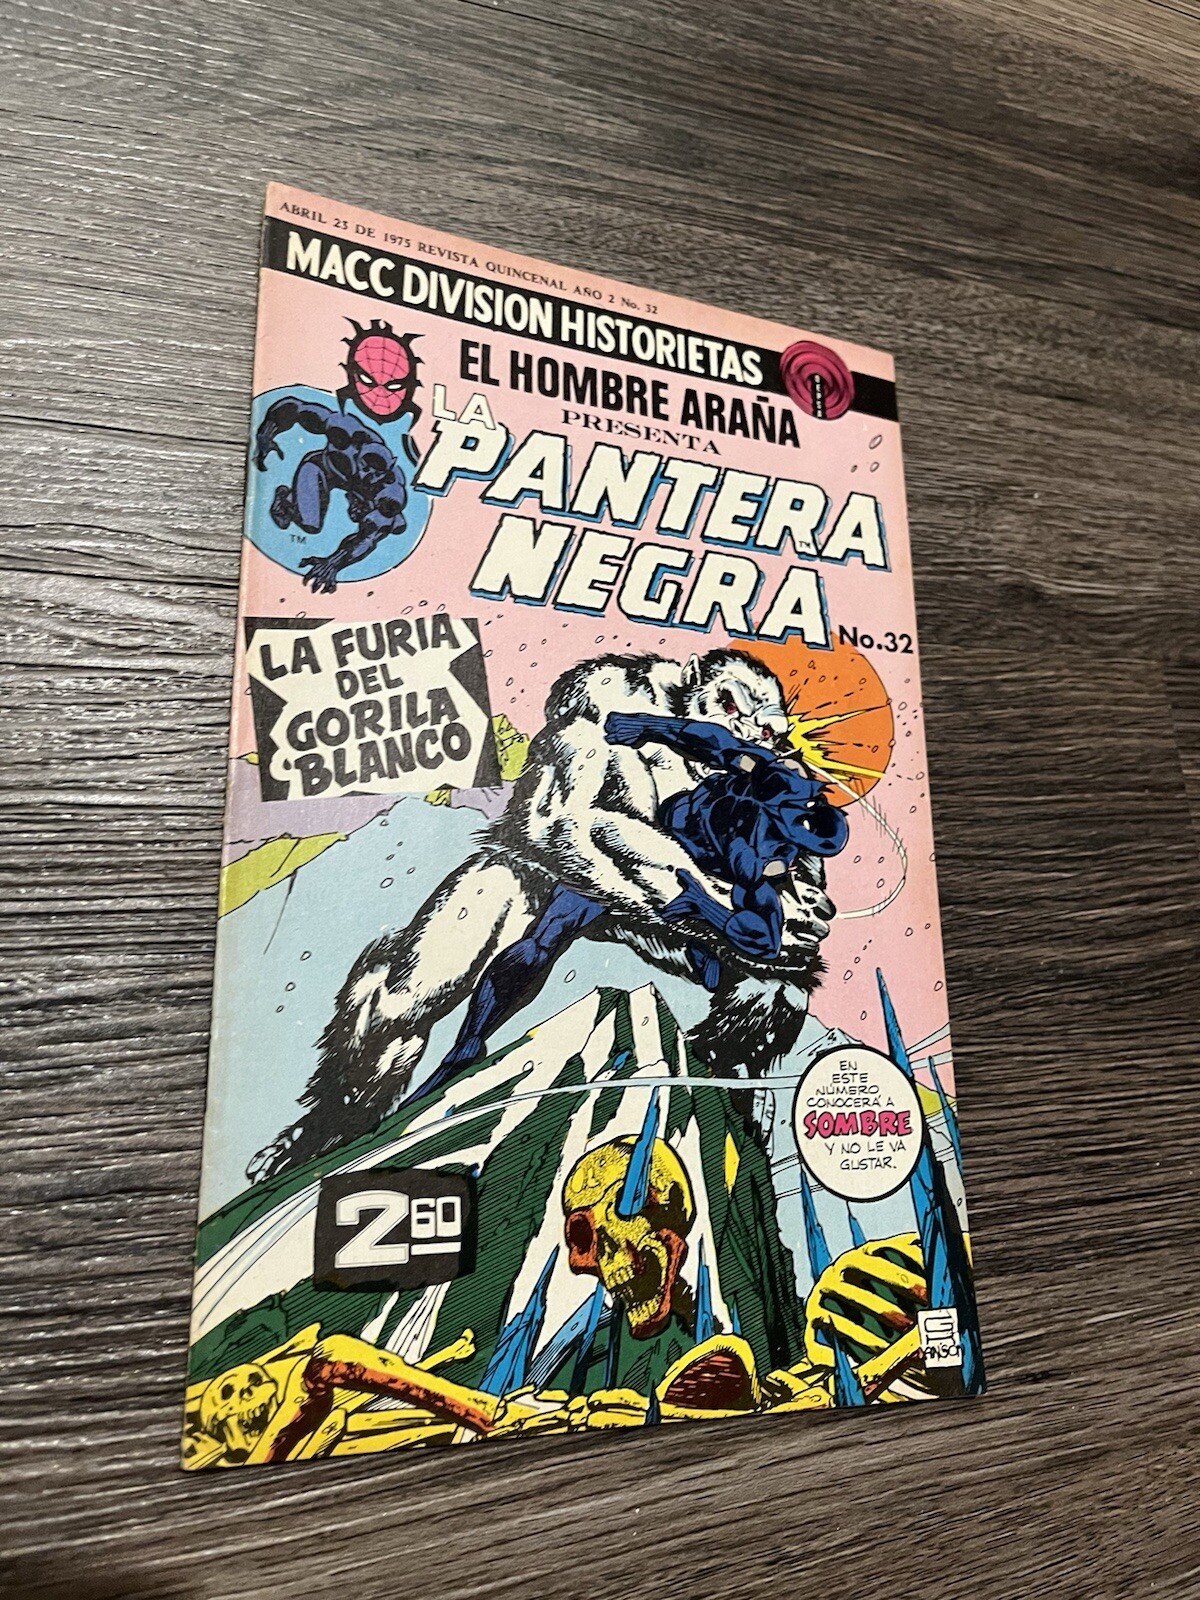 ABRIL 23 DE 1975 REVISTA QUINCENAL AÑO 2 No. 32
MACC DIVISION HISTORIETAS
EL HOMBRE ARAÑA
PRESENTA
LA
PANTERA
NEGRA
TM
TM
No.32
LA FURIA
DEL
GORILA
BLANCO
EN
ESTE
NÚMERO
CONOCERÁ A
SOMBRE
Y NO LE VA
GUSTAR.
2 60